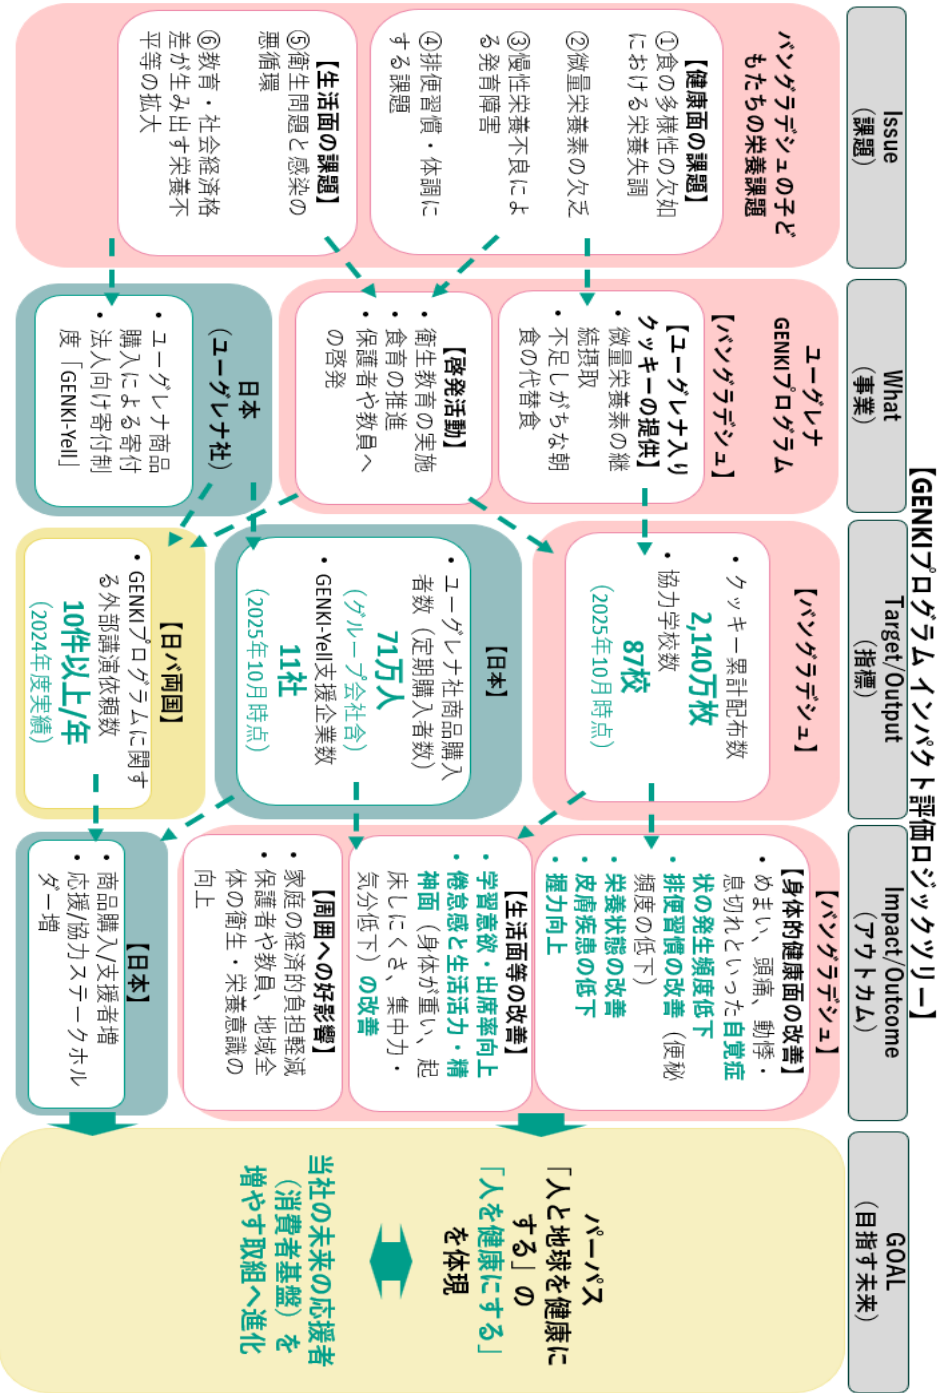 【GENKIプログラム インパクト評価ロジックツリー】
Issue
（課題）
バングラデシュの子ど
もたちの栄養課題
【健康面の課題】
①食の多様性の欠如
における栄養失調
②微量栄養素の欠乏
③慢性栄養不良によ
る発育障害
④排便習慣・体調に
する課題
【生活面の課題】
⑤衛生問題と感染の
悪循環
⑥教育・社会経済格
差が生み出す栄養不
平等の拡大
What
（事業）
ユーグレナ
GENKIプログラム
【バングラデシュ】
【ユーグレナ入り
クッキーの提供】
• 微量栄養素の継
続摂取
• 不足しがちな朝
食の代替食
【啓発活動】
• 衛生教育の実施
• 食育の推進
• 保護者や教員へ
の啓発
日本
（ユーグレナ社）
• ユーグレナ商品
購入による寄付
• 法人向け寄付制
度「GENKI-Yell」
Target/Output
（指標）
【バングラデシュ】
• クッキー累計配布数
2,140万枚
• 協力学校数
87校
（2025年10月時点）
【日本】
• ユーグレナ社商品購入
者数（定期購入者数）
71万人
（グループ会社合）
• GENKI-Yell支援企業数
11社
（2025年10月時点）
【日バ両国】
• GENKIプログラムに関す
る外部講演依頼数
10件以上/年
（2024年度実績）
Impact/Outcome
（アウトカム）
【バングラデシュ】
【身体的健康面の改善】
• めまい、頭痛、動悸・
息切れといった自覚症
状の発生頻度低下
• 排便習慣の改善（便秘
頻度の低下）
• 栄養状態の改善
• 皮膚疾患の低下
• 握力向上
【生活面等の改善】
• 学習意欲・出席率向上
• 倦怠感と生活活力・精
神面（身体が重い、起
床しにくさ、集中力・
気分低下）の改善
【周囲への好影響】
• 家庭の経済的負担軽減
• 保護者や教員、地域全
体の衛生・栄養意識の
向上
【日本】
• 商品購入/支援者増
• 応援/協力ステークホル
ダー増
GOAL
（目指す未来）
パーパス
「人と地球を健康に
する」の
「人を健康にする」
を体現
当社の未来の応援者
（消費者基盤）を
増やす取組へ進化